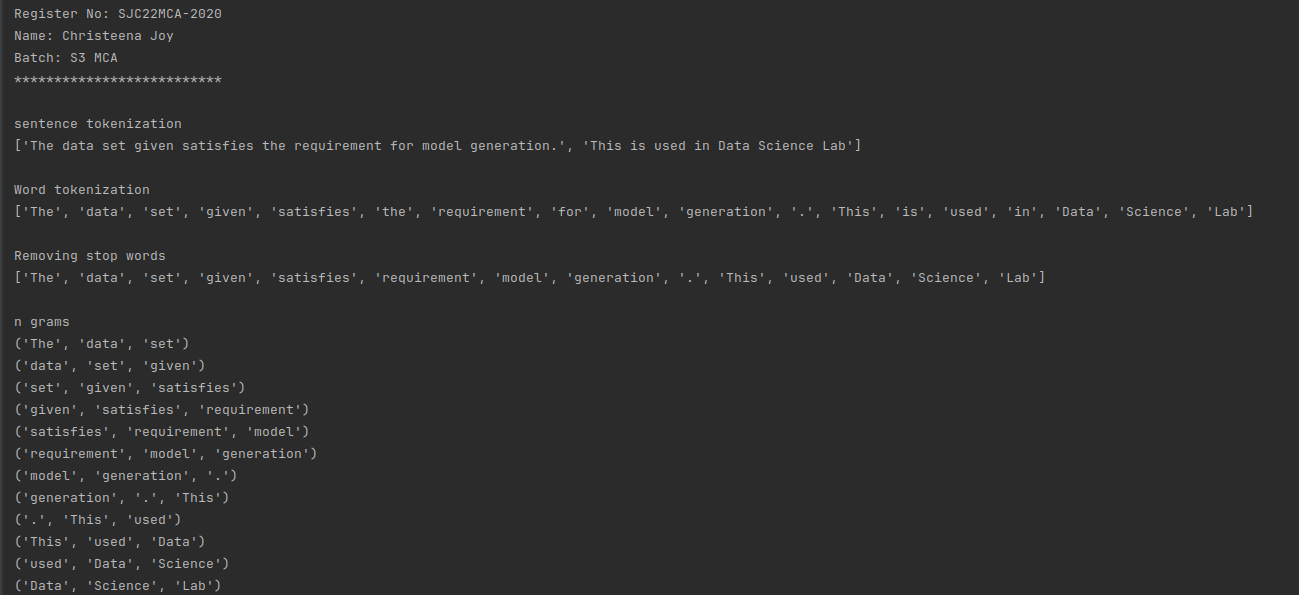 Register No: SJC22MCA-2020
Name: Christeena Joy
Batch: S3 MCA
**************************
sentence tokenization
['The data set given satisfies the requirement for model generation.', 'This is used in Data Science Lab']
Word tokenization
['The', 'data', 'set', 'given', 'satisfies', 'the', 'requirement', 'for', 'model', 'generation', '.', 'This', 'is', 'used', 'in', 'Data', 'Science', 'Lab']
Removing stop words
['The', 'data', 'set', 'given', 'satisfies', 'requirement', 'model', 'generation', '.', 'This', 'used', 'Data', 'Science', 'Lab']
n grams
('The', 'data', 'set')
('data', 'set', 'given')
('set', 'given', 'satisfies')
('given', 'satisfies', 'requirement')
('satisfies', 'requirement', 'model')
('requirement', 'model', 'generation')
('model', 'generation', '.')
('generation', '.', 'This')
('.', 'This', 'used')
('This', 'used', 'Data')
('used', 'Data', 'Science')
('Data', 'Science', 'Lab')